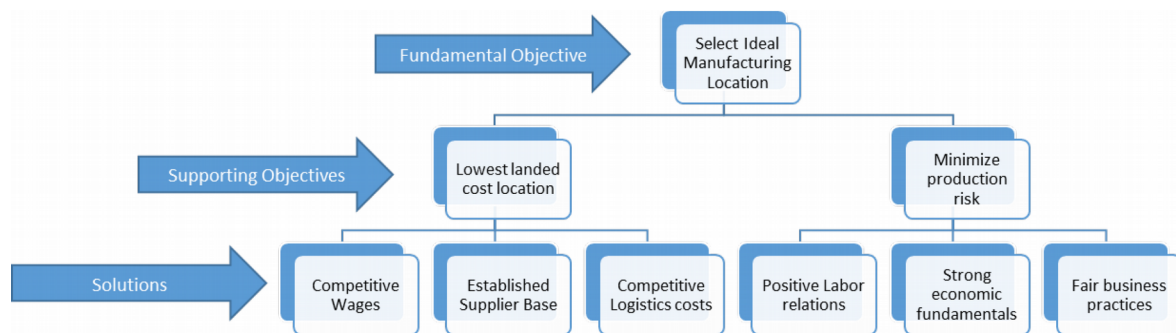 Fundamental Objective
Select Ideal
Manufacturing
Location
Supporting Objectives
Lowest landed
cost location
Minimize
production
risk
Solutions
Competitive
Wages
Established
Supplier Base
Competitive
Logistics costs
Positive Labor
relations
Strong
economic
fundamentals
Fair business
practices